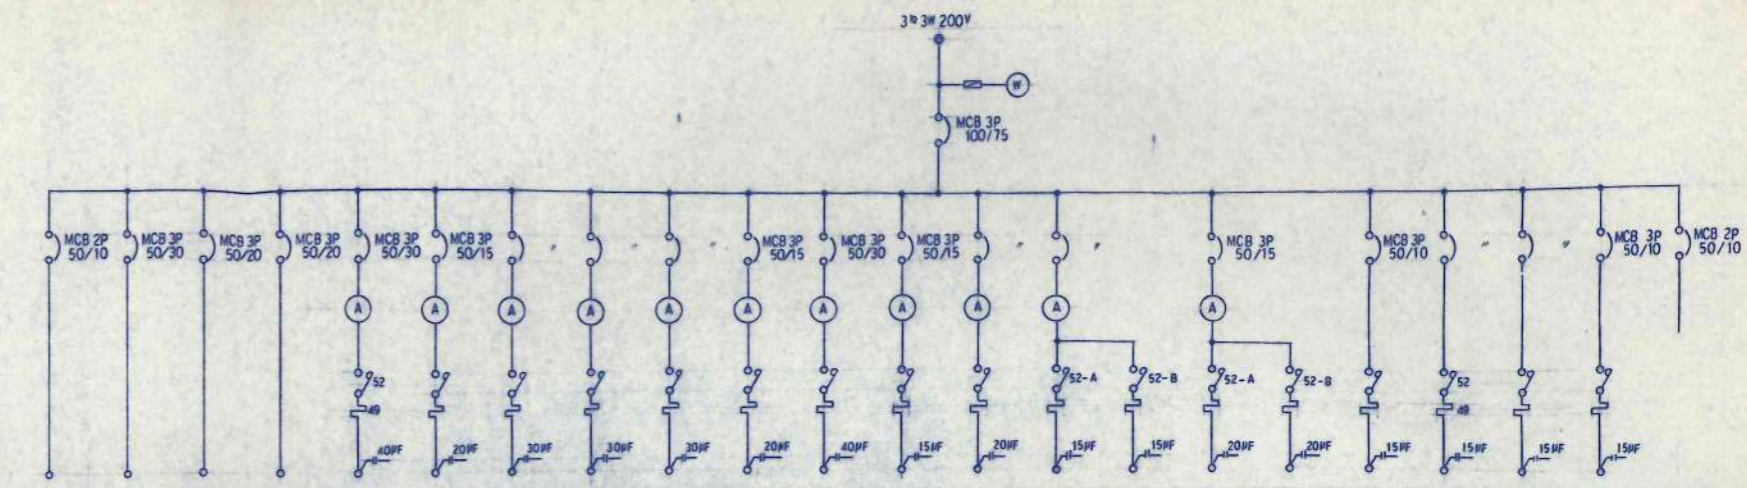 3φ3W 200V
W
MCB 3P
100/75
MCB 2P
50/10
MCB 3P
50/30
MCB 3P
50/20
MCB 3P
50/20
MCB 3P
50/30
MCB 3P
50/15
"
"
"
MCB 3P
50/15
MCB 3P
50/30
MCB 3P
50/15
"
"
MCB 3P
50/15
MCB 3P
50/10
"
"
MCB 3P
50/10
MCB 2P
50/10
A
A
A
A
A
A
A
A
A
A
A
52
52-A
52-B
52-A
52-B
52
49
49
40µF
20µF
30µF
30µF
30µF
20µF
40µF
15µF
20µF
15µF
15µF
20µF
20µF
15µF
15µF
15µF
15µF